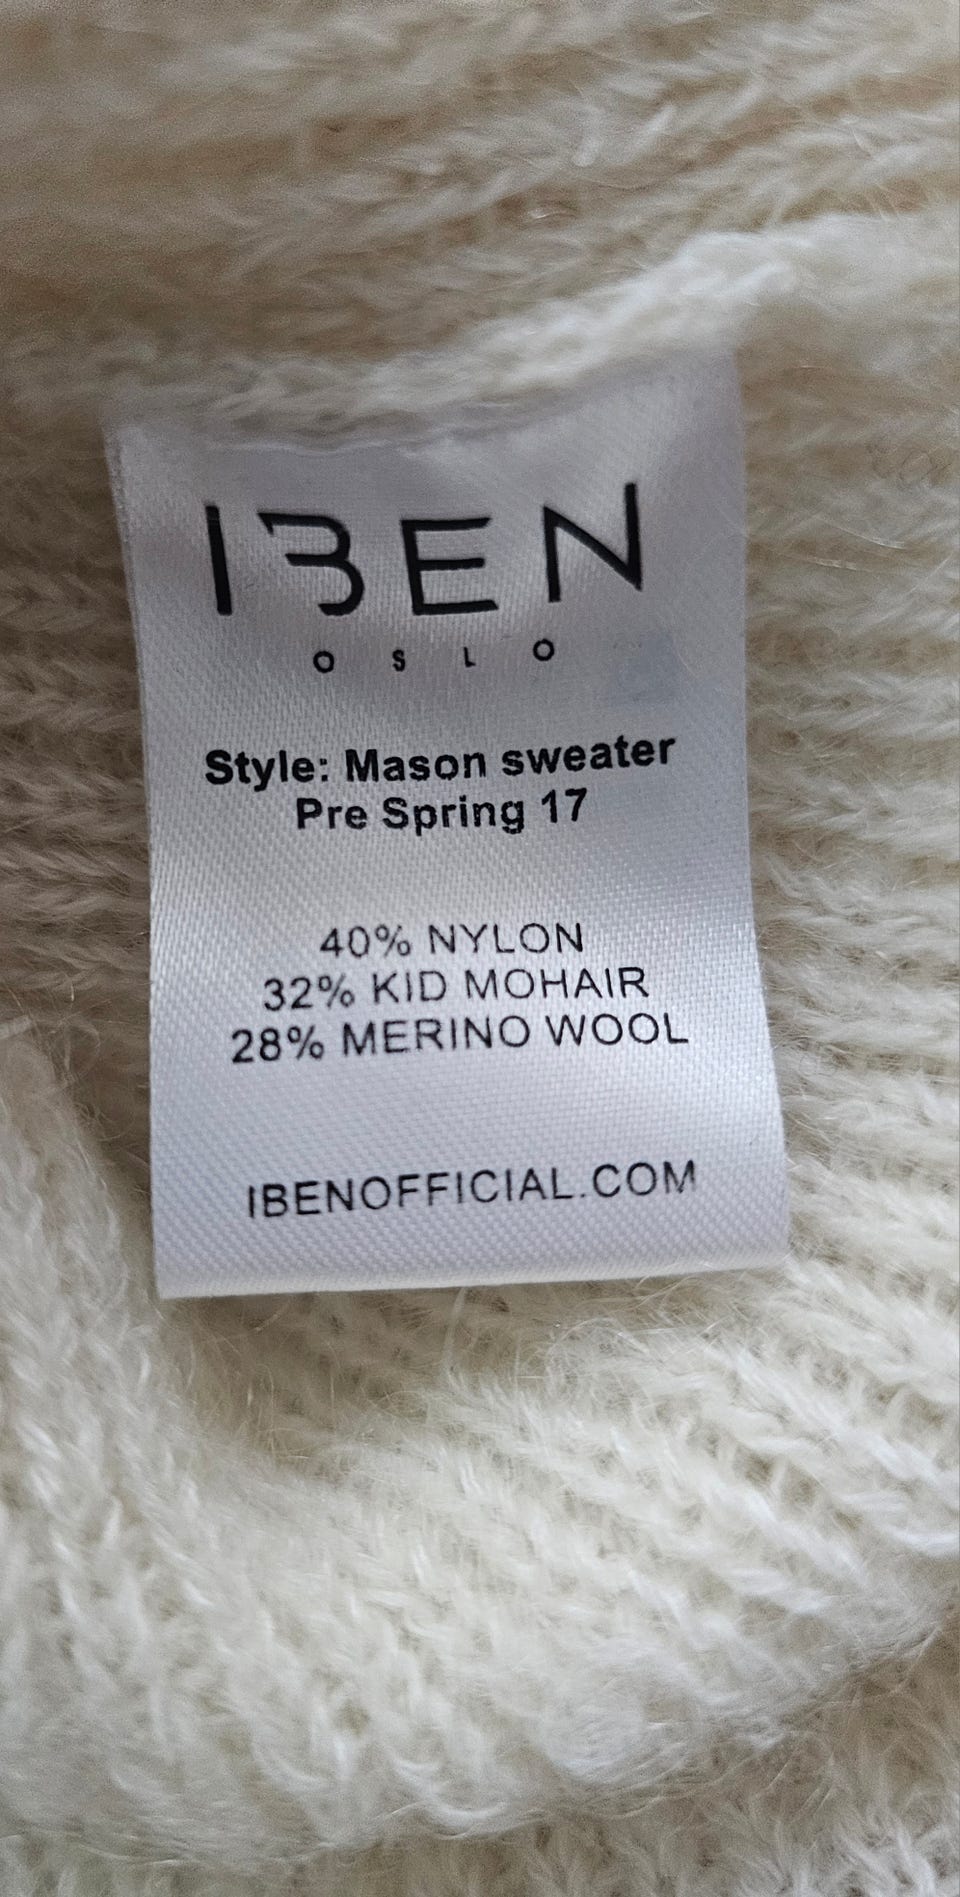 IBEN
OSLO
Style: Mason sweater
Pre Spring 17
40% NYLON
32% KID MOHAIR
28% MERINO WOOL
IBENOFFICIAL.COM